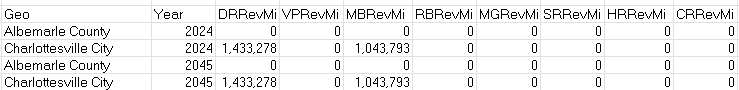 Geo Year DRRevMi VPRevMi MBRevMi RBRevMi MGRevMi SRRevMi HRRevMi CRRevMi
Albemarle County 2024 0 0 0 0 0 0 0 0
Charlottesville City 2024 1,433,278 0 1,043,793 0 0 0 0 0
Albemarle County 2045 0 0 0 0 0 0 0 0
Charlottesville City 2045 1,433,278 0 1,043,793 0 0 0 0 0